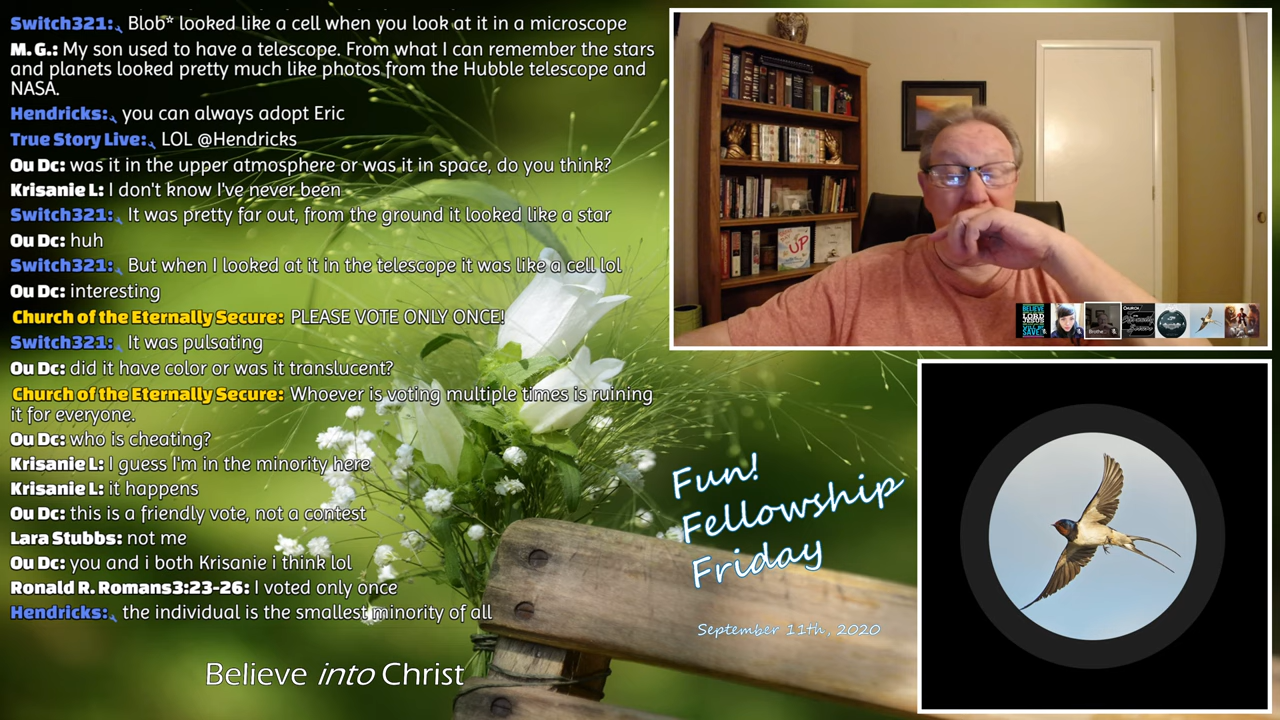 Switch321: Blob* looked like a cell when you look at it in a microscope
M. G.: My son used to have a telescope. From what I can remember the stars
and planets looked pretty much like photos from the Hubble telescope and
NASA.
Hendricks: you can always adopt Eric
True Story Live: LOL @Hendricks
Ou Dc: was it in the upper atmosphere or was it in space, do you think?
Krisanie L: I don't know I've never been
Switch321: It was pretty far out, from the ground it looked like a star
Ou Dc: huh
Switch321: But when I looked at it in the telescope it was like a cell lol
Ou Dc: interesting
Church of the Eternally Secure: PLEASE VOTE ONLY ONCE!
Switch321: It was pulsating
Ou Dc: did it have color or was it translucent?
Church of the Eternally Secure: Whoever is voting multiple times is ruining
it for everyone.
Ou Dc: who is cheating?
Krisanie L: I guess I'm in the minority here
Krisanie L: it happens
Ou Dc: this is a friendly vote, not a contest
Lara Stubbs: not me
Ou Dc: you and i both Krisanie i think lol
Ronald R. Romans3:23-26: I voted only once
Hendricks: the individual is the smallest minority of all
Believe into Christ
UP
BELIEVE
LORD
SAVE
Brothe...
CHURCH
Fun!
Fellowship
Friday
September 11th, 2020